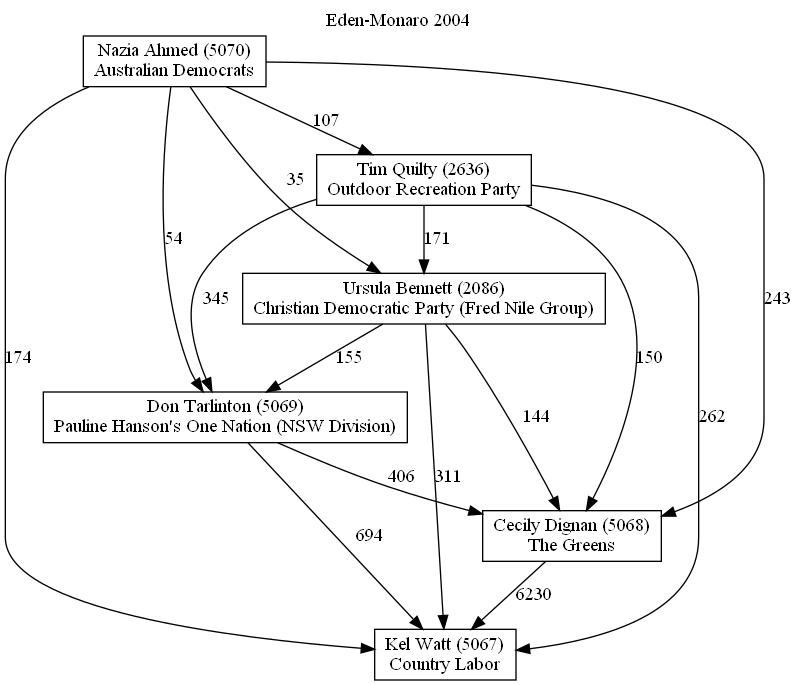 Eden-Monaro 2004
Nazia Ahmed (5070)
Australian Democrats
107
Tim Quilty (2636)
Outdoor Recreation Party
35
171
54
345
243
Ursula Bennett (2086)
Christian Democratic Party (Fred Nile Group)
174
155
150
Don Tarlinton (5069)
Pauline Hanson's One Nation (NSW Division)
144
262
406
311
Cecily Dignan (5068)
The Greens
694
6230
Kel Watt (5067)
Country Labor